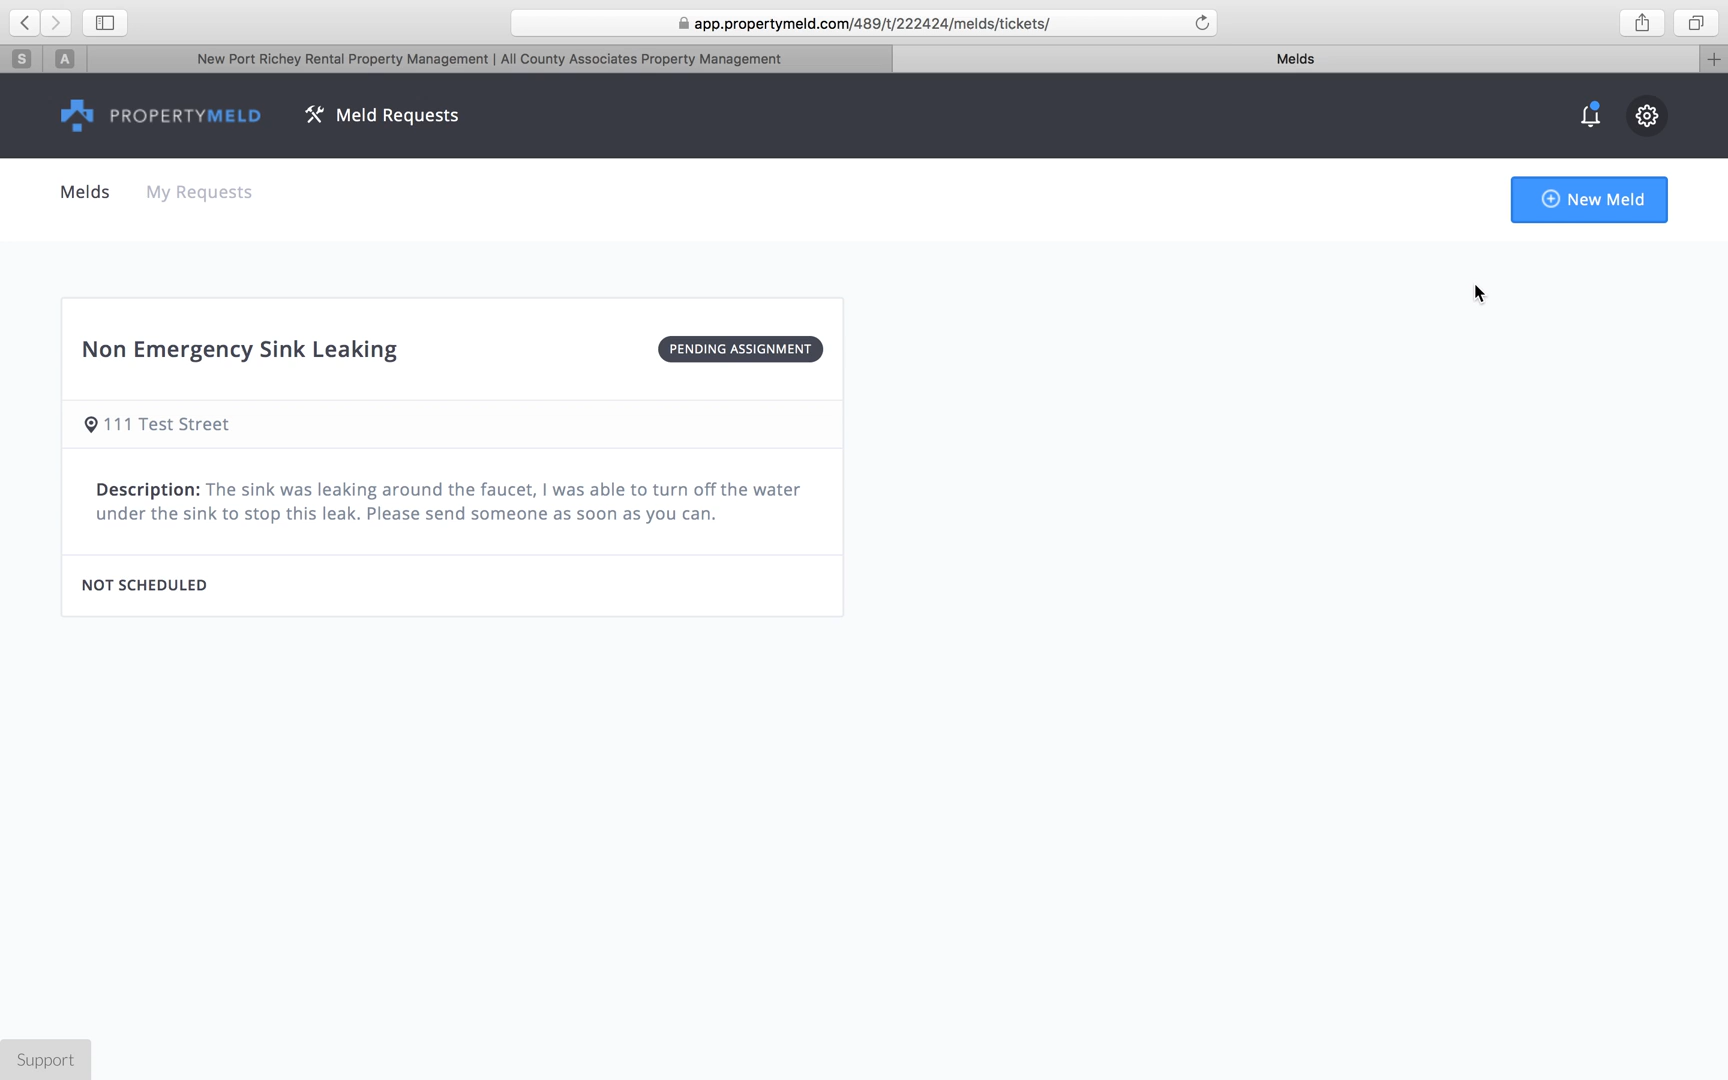 app.propertymeld.com/489/t/222424/melds/tickets/
S
A
New Port Richey Rental Property Management | All County Associates Property Management
Melds
PROPERTYMELD
Meld Requests
Melds
My Requests
New Meld
Non Emergency Sink Leaking
PENDING ASSIGNMENT
111 Test Street
Description: The sink was leaking around the faucet, I was able to turn off the water
under the sink to stop this leak. Please send someone as soon as you can.
NOT SCHEDULED
Support